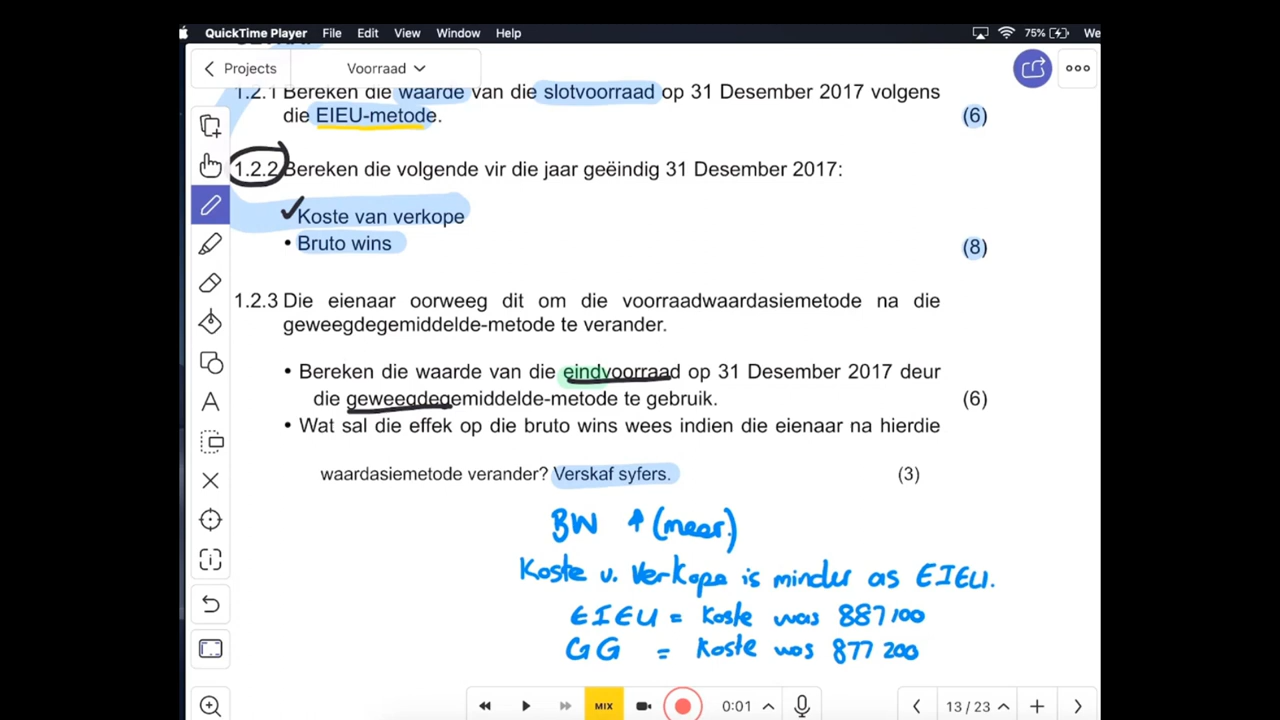 QuickTime Player File Edit View Window Help 75% We
Projects Voorraad
1.2.1 Bereken die waarde van die slotvoorraad op 31 Desember 2017 volgens
die EIEU-metode. (6)
1.2.2 Bereken die volgende vir die jaar geëindig 31 Desember 2017:
Koste van verkope
• Bruto wins (8)
1.2.3 Die eienaar oorweeg dit om die voorraadwaardasiemetode na die
geweegdegemiddelde-metode te verander.
• Bereken die waarde van die eindvoorraad op 31 Desember 2017 deur
die geweegdegemiddelde-metode te gebruik. (6)
• Wat sal die effek op die bruto wins wees indien die eienaar na hierdie
waardasiemetode verander? Verskaf syfers. (3)
BW ↑ (meer)
Koste v. Verkope is minder as EIEU.
EIEU = Koste was 887 100
GG = Koste was 877 200
MIX 0:01 13 / 23